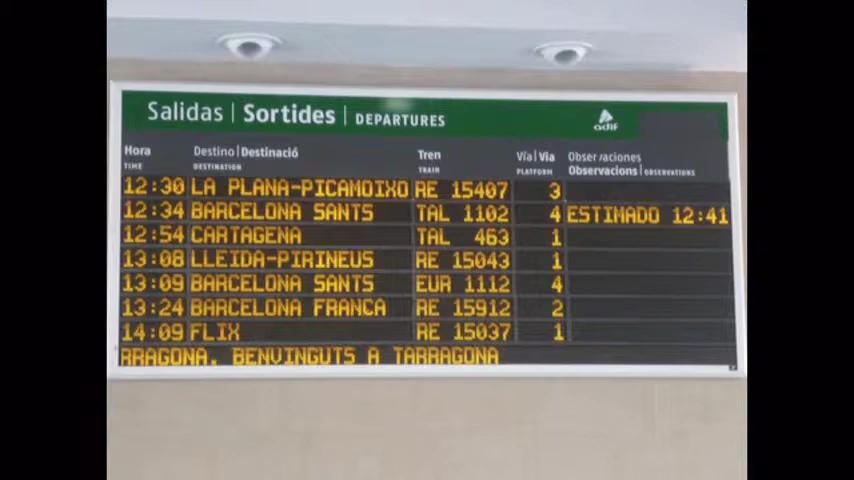 Salidas | Sortides | DEPARTURES
adif
Hora Destino | Destinació Tren Vía | Via Observaciones
TIME DESTINATION TRAIN PLATFORM Observacions | OBSERVATIONS
12:30 LA PLANA-PICAMOIXO RE 15407 3
12:34 BARCELONA SANTS TAL 1102 4 ESTIMADO 12:41
12:54 CARTAGENA TAL 463 1
13:08 LLEIDA-PIRINEUS RE 15043 1
13:09 BARCELONA SANTS EUR 1112 4
13:24 BARCELONA FRANCA RE 15912 2
14:09 FLIX RE 15037 1
RRAGONA. BENVINGUTS A TARRAGONA